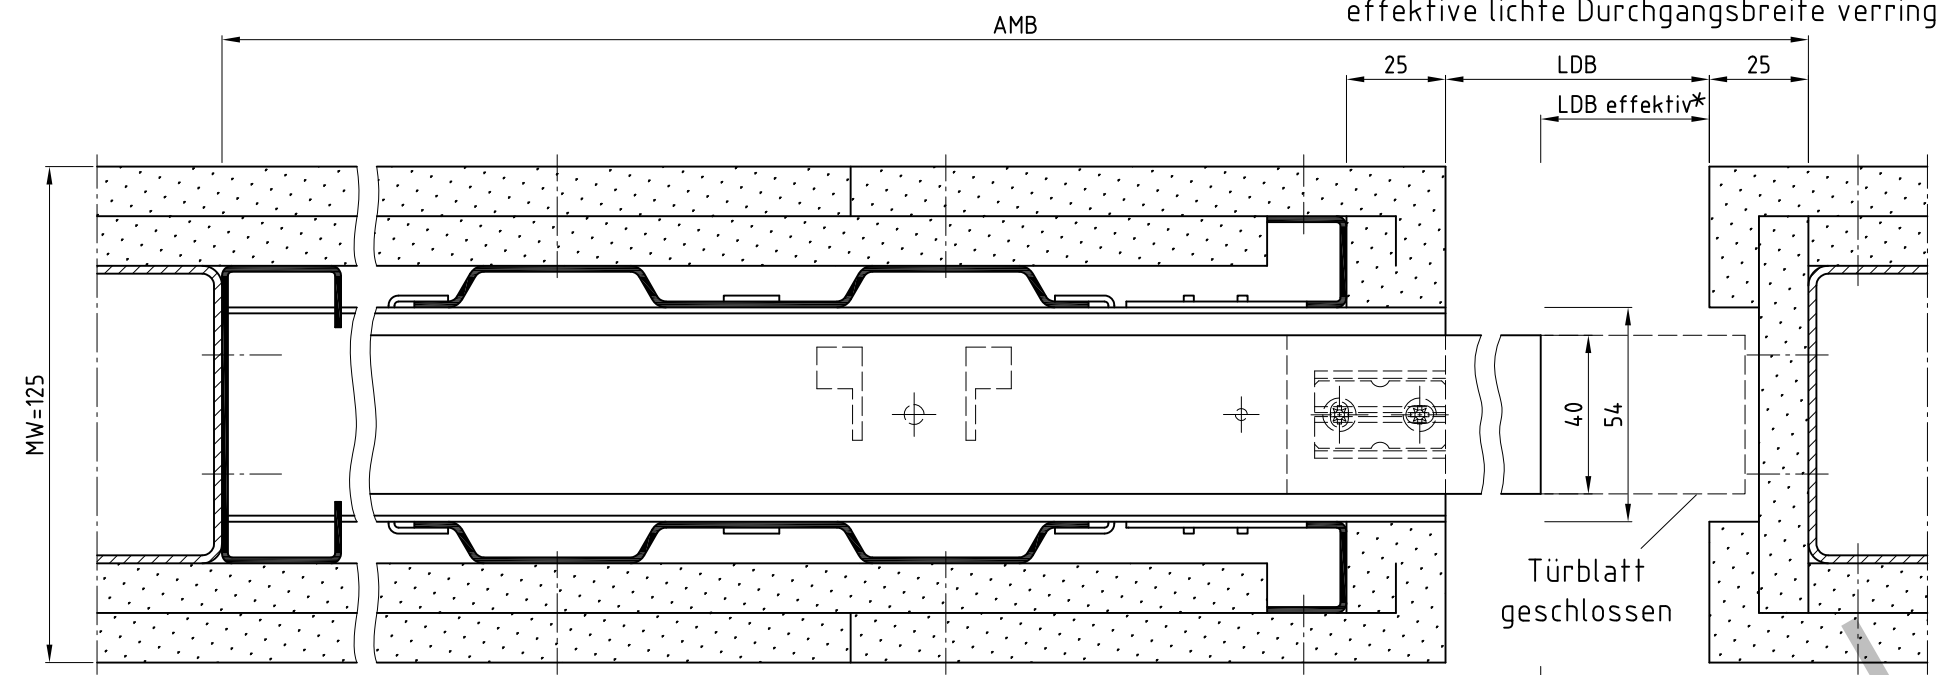 effektive lichte Durchgangsbreite verring
AMB
25
LDB
25
LDB effektiv*
MW=125
40
54
Türblatt
geschlossen